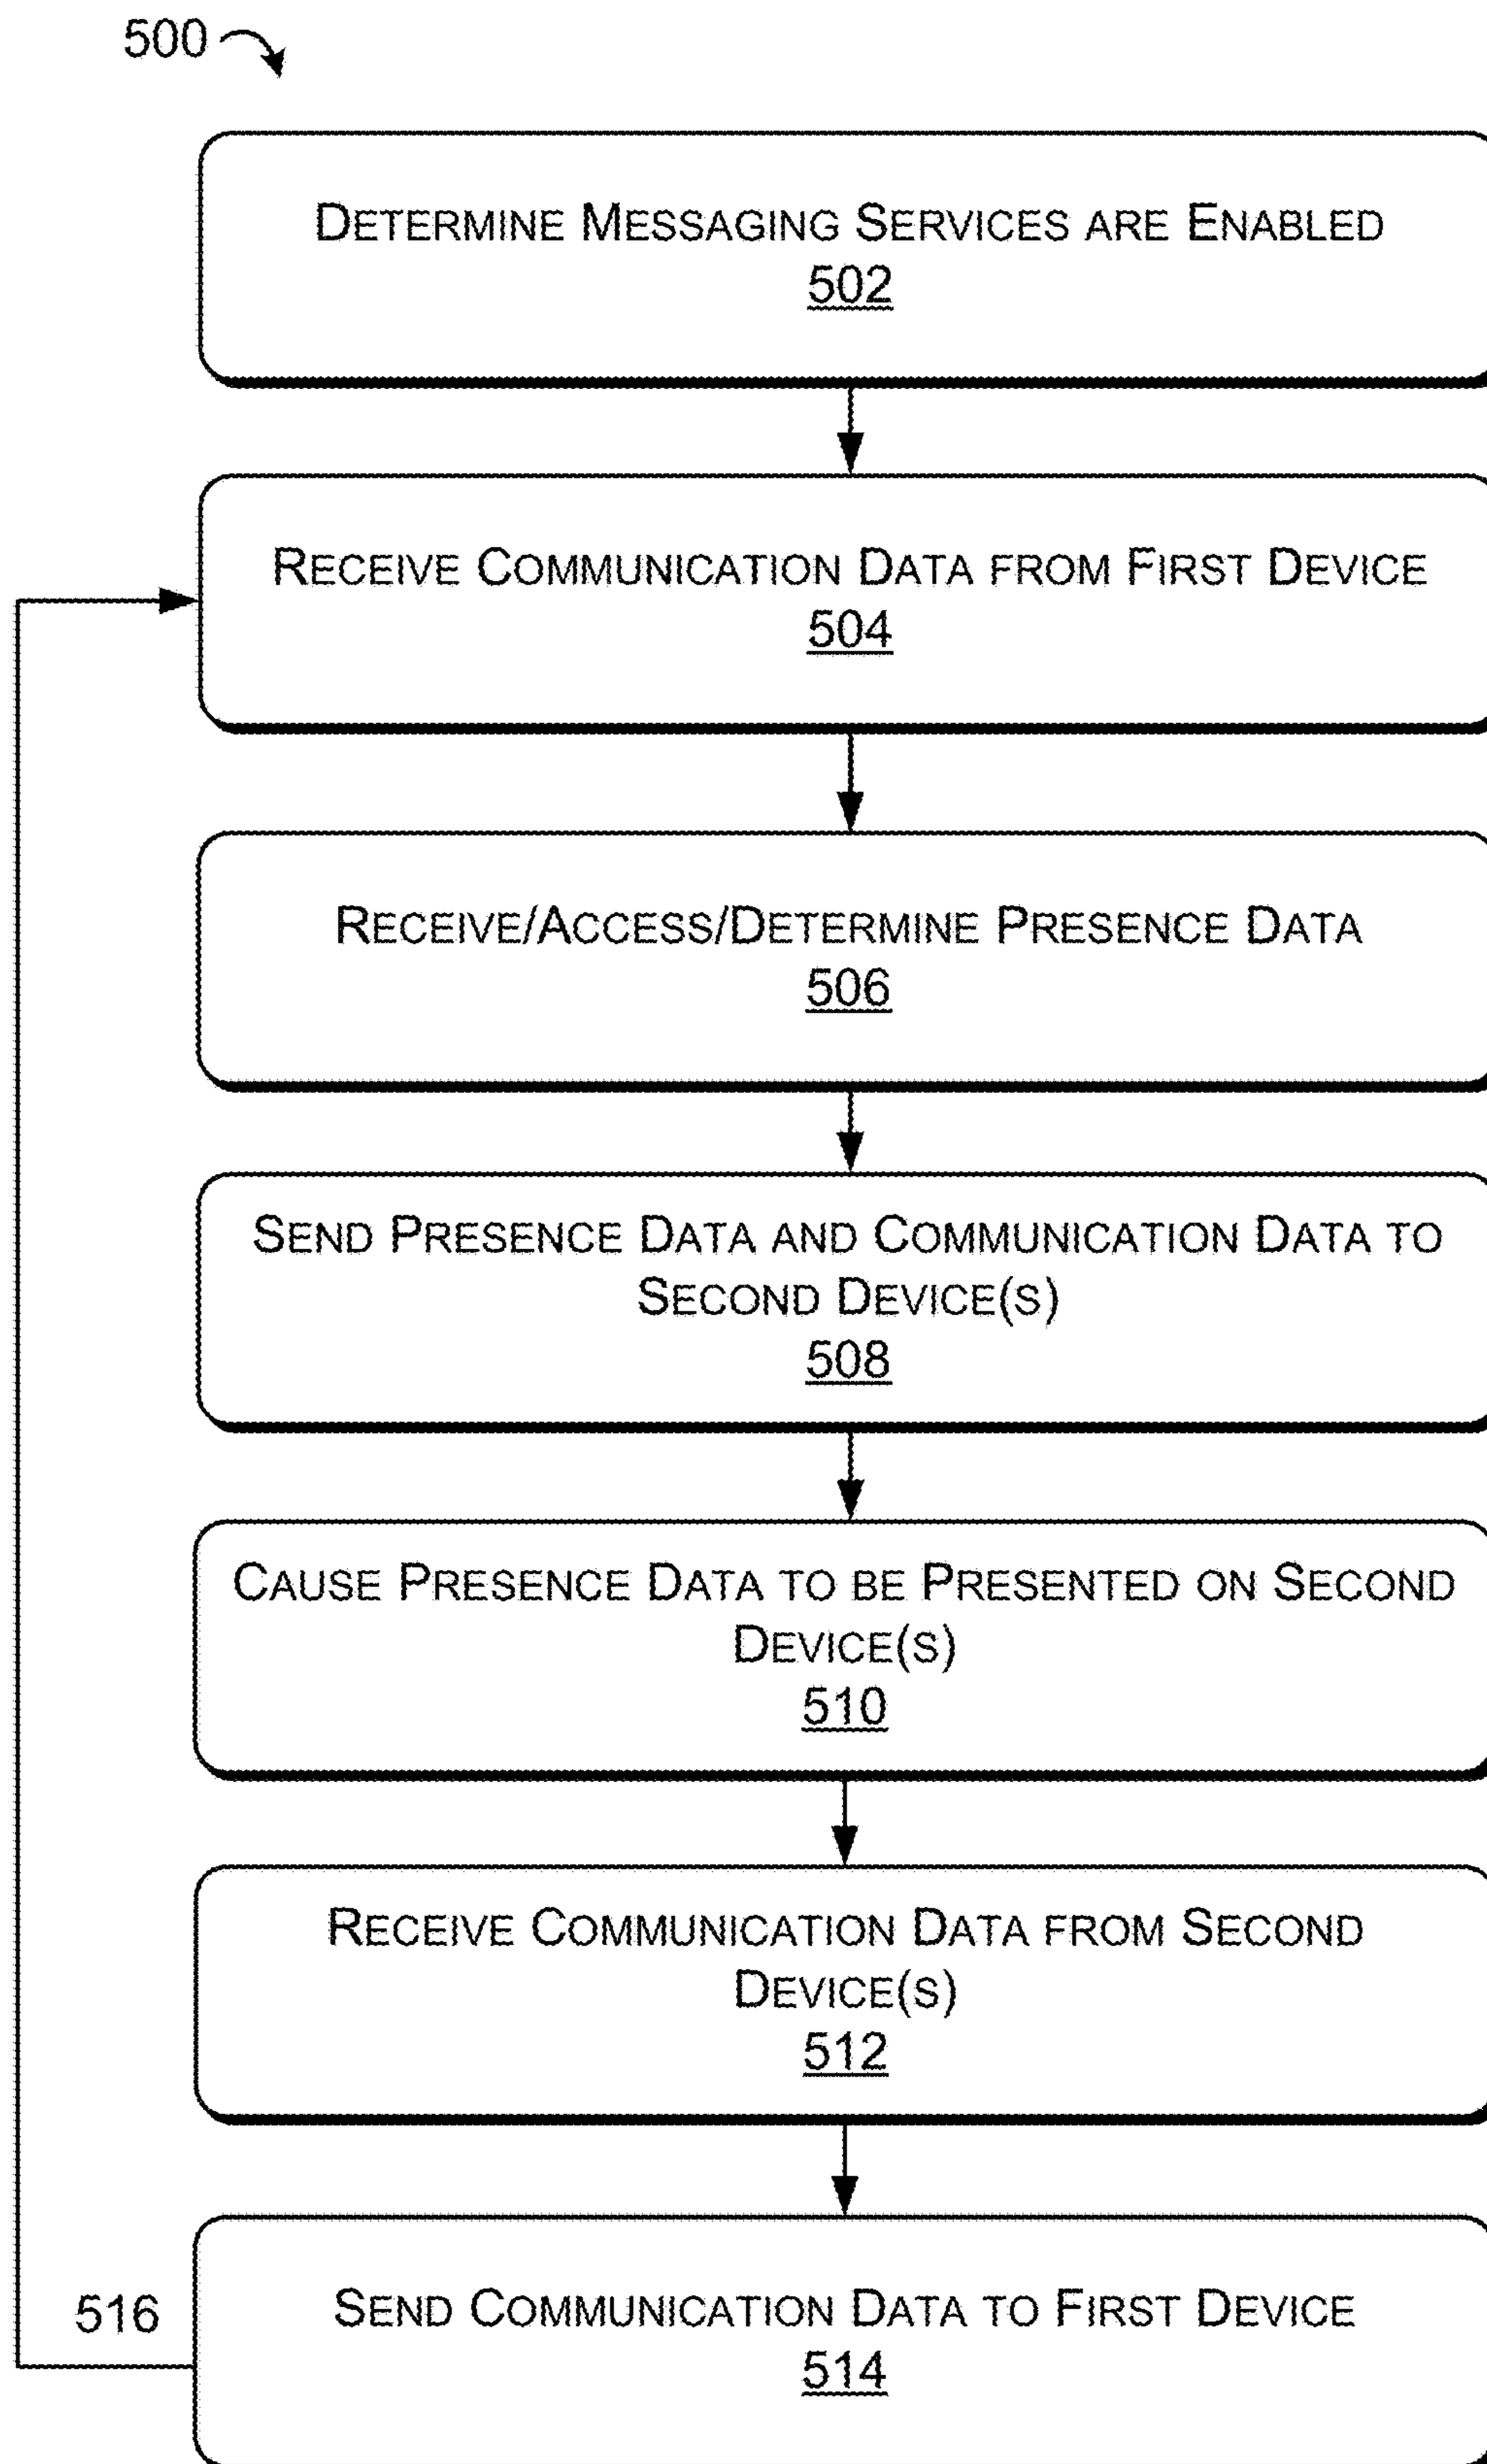 500
DETERMINE MESSAGING SERVICES ARE ENABLED
502
RECEIVE COMMUNICATION DATA FROM FIRST DEVICE
504
RECEIVE/ACCESS/DETERMINE PRESENCE DATA
506
SEND PRESENCE DATA AND COMMUNICATION DATA TO
SECOND DEVICE(S)
508
CAUSE PRESENCE DATA TO BE PRESENTED ON SECOND
DEVICE(S)
510
RECEIVE COMMUNICATION DATA FROM SECOND
DEVICE(S)
512
516
SEND COMMUNICATION DATA TO FIRST DEVICE
514